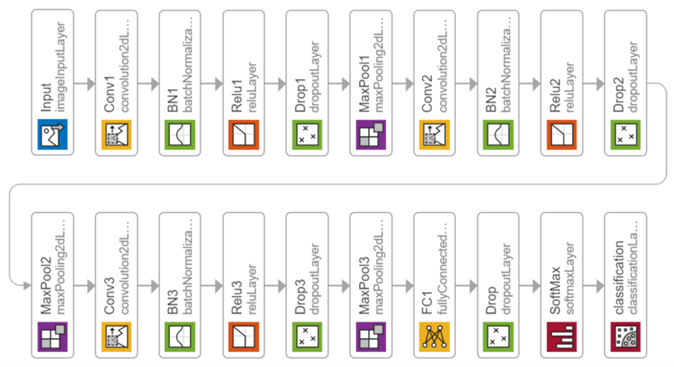 Input
imageInputLayer
Conv1
convolution2dL...
BN1
batchNormaliza...
Relu1
reluLayer
Drop1
dropoutLayer
MaxPool1
maxPooling2dL...
Conv2
convolution2dL...
BN2
batchNormaliza...
Relu2
reluLayer
Drop2
dropoutLayer
MaxPool2
maxPooling2dL...
Conv3
convolution2dL...
BN3
batchNormaliza...
Relu3
reluLayer
Drop3
dropoutLayer
MaxPool3
maxPooling2dL...
FC1
fullyConnected...
Drop
dropoutLayer
SoftMax
softmaxLayer
classification
classificationLa...